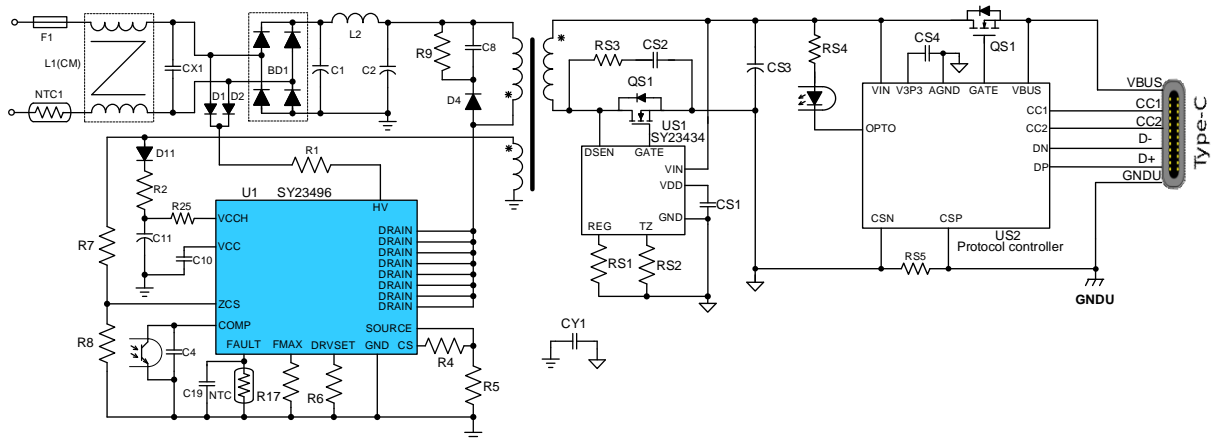 F1
L1(CM)
NTC1
CX1
D1
D2
BD1
C1
L2
C2
R9
C8
D4
*
*
*
*
RS3
CS2
QS1
CS3
RS4
CS4
QS1
VIN
V3P3
AGND
GATE
VBUS
OPTO
CC1
CC2
DN
DP
CSN
CSP
US2
Protocol controller
RS5
VBUS
CC1
CC2
D-
D+
GNDU
Type-C
GNDU
US1
SY23434
DSEN
GATE
VIN
VDD
GND
REG
TZ
CS1
RS1
RS2
D11
R2
R25
C11
C10
R1
R7
R8
U1
SY23496
HV
VCCH
VCC
ZCS
COMP
DRAIN
DRAIN
DRAIN
DRAIN
DRAIN
DRAIN
DRAIN
DRAIN
SOURCE
CS
FAULT
FMAX
DRVSET
GND
C4
C19
NTC
R17
R6
R4
R5
CY1